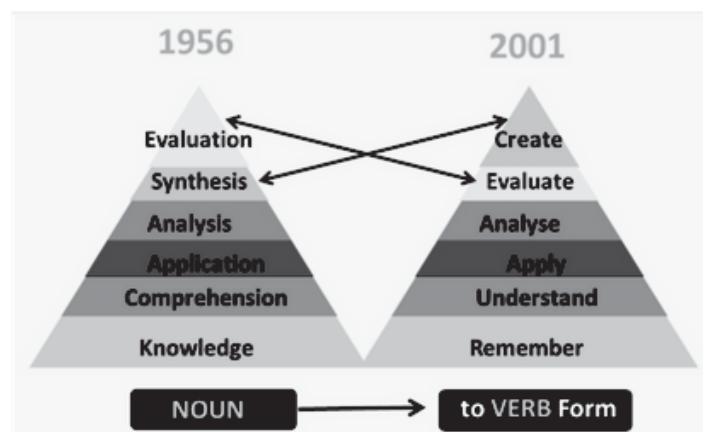 1956
2001
Evaluation
Create
Synthesis
Evaluate
Analysis
Analyse
Application
Apply
Comprehension
Understand
Knowledge
Remember
NOUN
to VERB Form